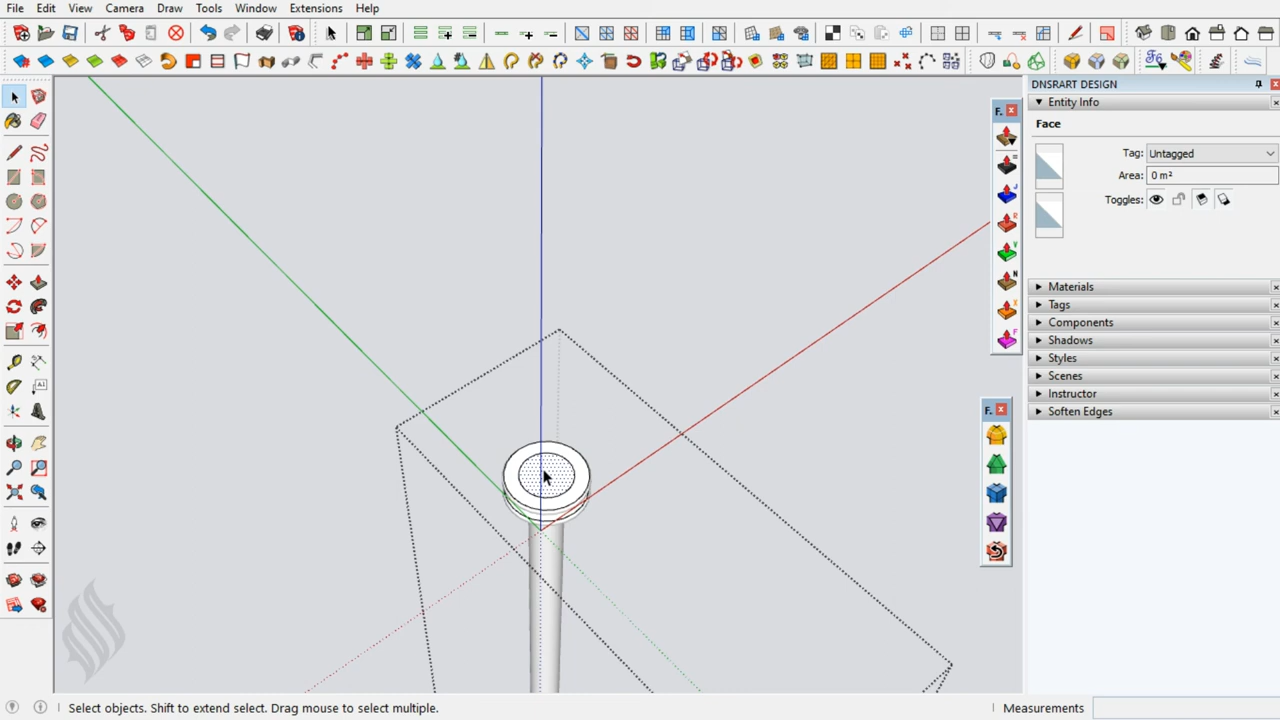 File Edit View Camera Draw Tools Window Extensions Help
DNSRART DESIGN
Entity Info
Face
Tag: Untagged
Area: 0 m²
Toggles:
Materials
Tags
Components
Shadows
Styles
Scenes
Instructor
Soften Edges
F.
F.
Select objects. Shift to extend select. Drag mouse to select multiple.
Measurements